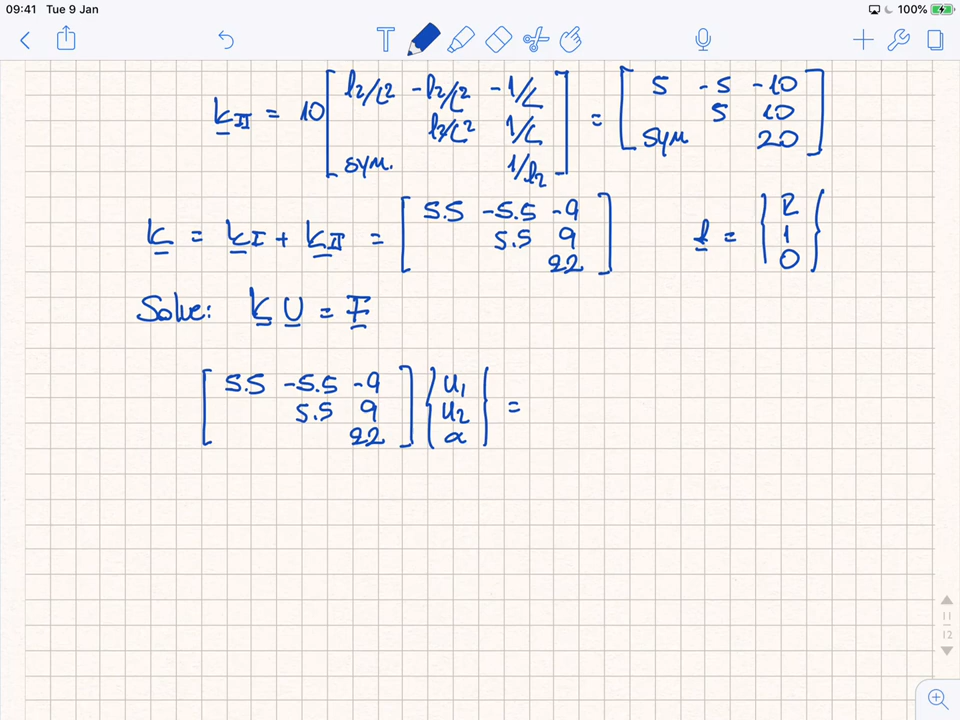 09:41 Tue 9 Jan 100%
T
k_II = 10 [ l2/L² -l2/L² -1/L ; l2/L² 1/L ; sym. 1/l2 ] = [ 5 -5 -10 ; 5 10 ; sym 20 ]
k = k_I + k_II = [ 5.5 -5.5 -9 ; 5.5 9 ; 22 ] f = { R ; 1 ; 0 }
Solve: k U = F
[ 5.5 -5.5 -9 ; 5.5 9 ; 22 ] { u1 ; u2 ; α } =
11
12